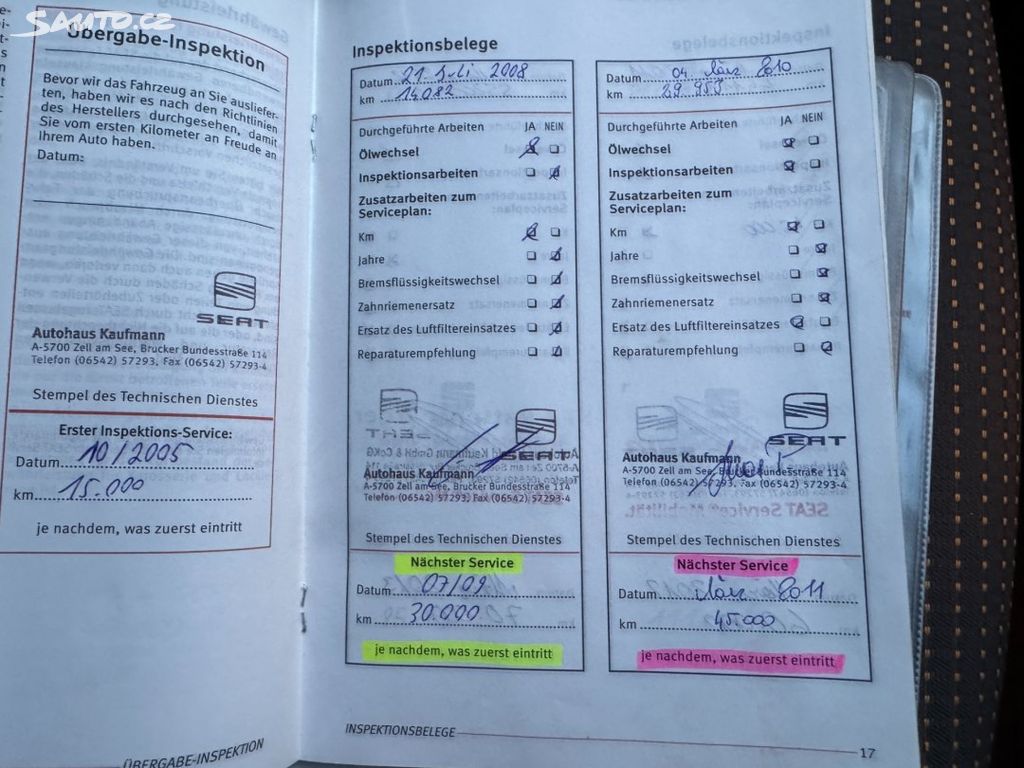 SAUTO.CZ
Übergabe-Inspektion
Bevor wir das Fahrzeug an Sie ausliefer-
ten, haben wir es nach den Richtlinien
des Herstellers durchgesehen, damit
Sie vom ersten Kilometer an Freude an
Ihrem Auto haben.
Datum:
SEAT
Autohaus Kaufmann
A-5700 Zell am See, Brucker Bundesstraße 114
Telefon (06542) 57293, Fax (06542) 57293-4
Stempel des Technischen Dienstes
Erster Inspektions-Service:
Datum 10/2005
km 15.000
je nachdem, was zuerst eintritt
ÜBERGABE-INSPEKTION
Inspektionsbelege
Datum 21. Juli 2008
km 14.082
Durchgeführte Arbeiten JA NEIN
Ölwechsel
Inspektionsarbeiten
Zusatzarbeiten zum
Serviceplan:
Km
Jahre
Bremsflüssigkeitswechsel
Zahnriemenersatz
Ersatz des Luftfiltereinsatzes
Reparaturempfehlung
SEAT
Autohaus Kaufmann
A-5700 Zell am See, Brucker Bundesstraße 114
Telefon (06542) 57293, Fax (06542) 57293-4
Stempel des Technischen Dienstes
Nächster Service
Datum 07/09
km 30.000
je nachdem, was zuerst eintritt
Datum 04. März 2010
km 29.955
Durchgeführte Arbeiten JA NEIN
Ölwechsel
Inspektionsarbeiten
Zusatzarbeiten zum
Serviceplan:
Km
Jahre
Bremsflüssigkeitswechsel
Zahnriemenersatz
Ersatz des Luftfiltereinsatzes
Reparaturempfehlung
SEAT
Autohaus Kaufmann
A-5700 Zell am See, Brucker Bundesstraße 114
Telefon (06542) 57293, Fax (06542) 57293-4
Stempel des Technischen Dienstes
Nächster Service
Datum März 2011
km 45.000
je nachdem, was zuerst eintritt
INSPEKTIONSBELEGE
17